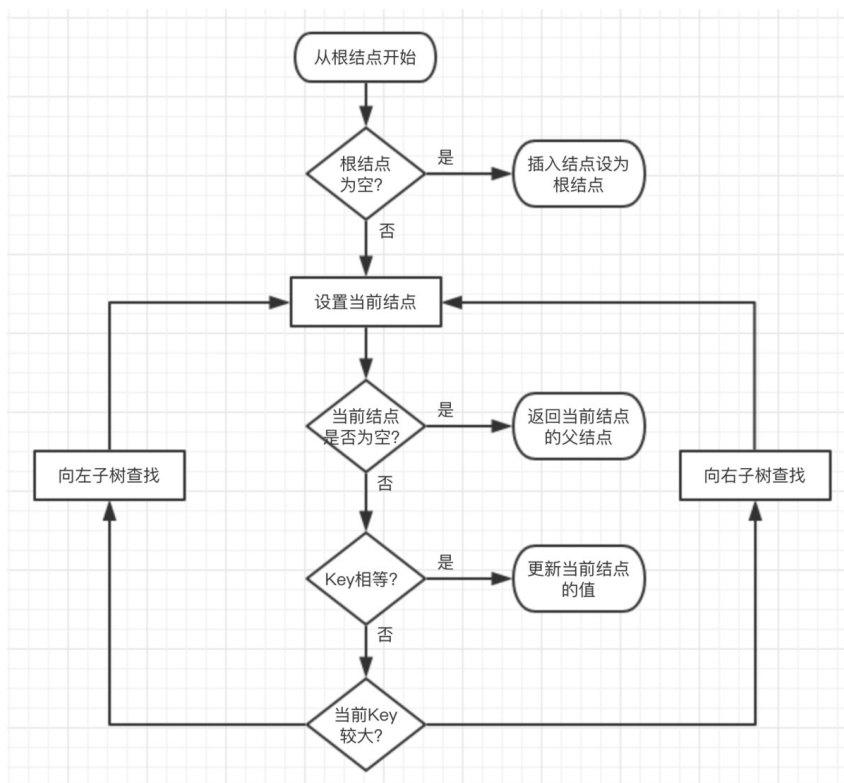 从根结点开始
根结点
为空?
是
插入结点设为
根结点
否
设置当前结点
当前结点
是否为空?
是
返回当前结点
的父结点
向左子树查找
向右子树查找
否
Key相等?
是
更新当前结点
的值
否
当前Key
较大?